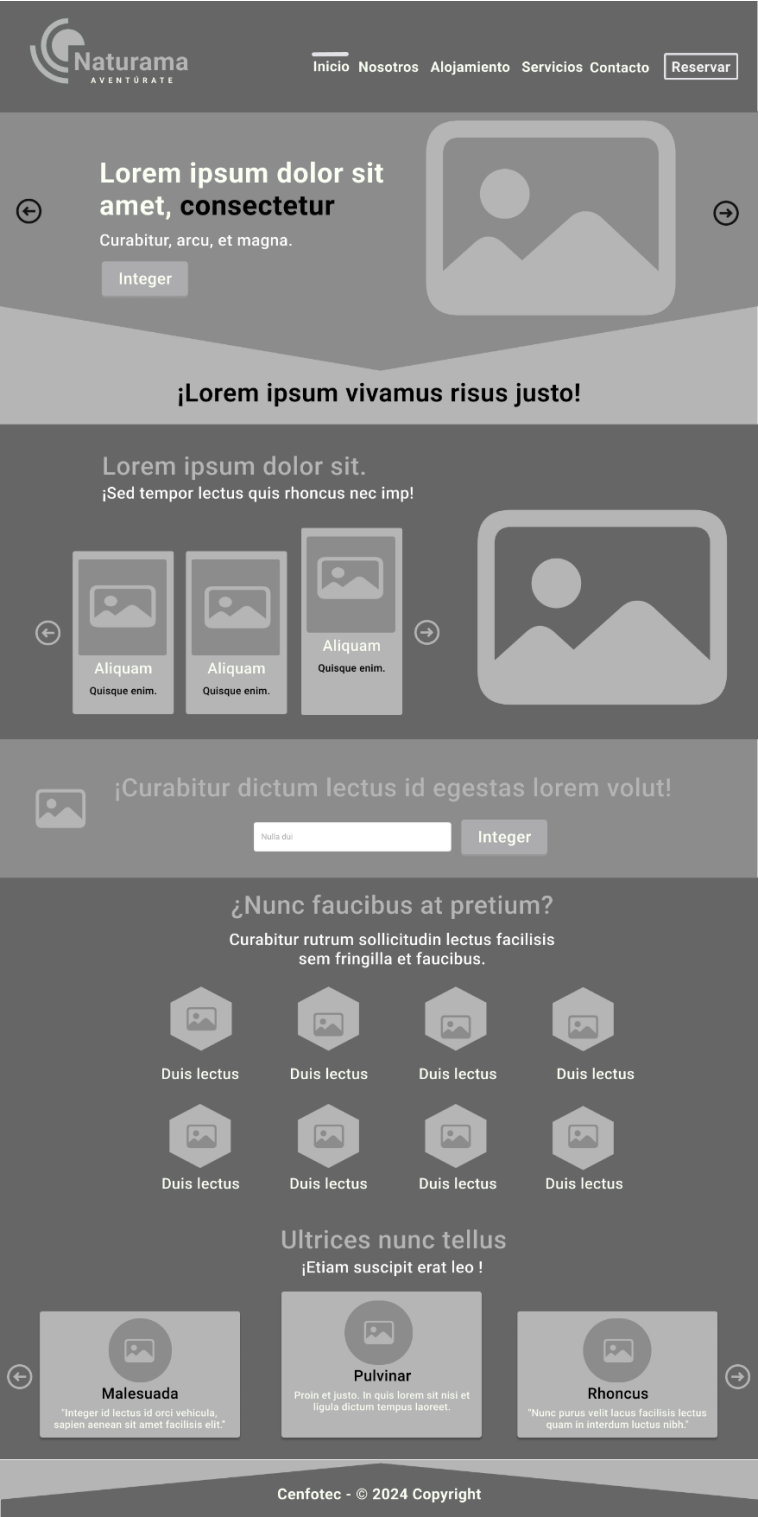 Naturama
AVENTÚRATE
Inicio Nosotros Alojamiento Servicios Contacto Reservar
Lorem ipsum dolor sit
amet, consectetur
Curabitur, arcu, et magna.
Integer
¡Lorem ipsum vivamus risus justo!
Lorem ipsum dolor sit.
¡Sed tempor lectus quis rhoncus nec imp!
Aliquam
Quisque enim.
Aliquam
Quisque enim.
Aliquam
Quisque enim.
¡Curabitur dictum lectus id egestas lorem volut!
Nulla dui
Integer
¿Nunc faucibus at pretium?
Curabitur rutrum sollicitudin lectus facilisis
sem fringilla et faucibus.
Duis lectus Duis lectus Duis lectus Duis lectus
Duis lectus Duis lectus Duis lectus Duis lectus
Ultrices nunc tellus
¡Etiam suscipit erat leo !
Malesuada
"Integer id lectus id orci vehicula,
sapien aenean sit amet facilisis elit."
Pulvinar
Proin et justo. In quis lorem sit nisi et
ligula dictum tempus laoreet.
Rhoncus
"Nunc purus velit lacus facilisis lectus
quam in interdum luctus nibh."
Cenfotec - © 2024 Copyright